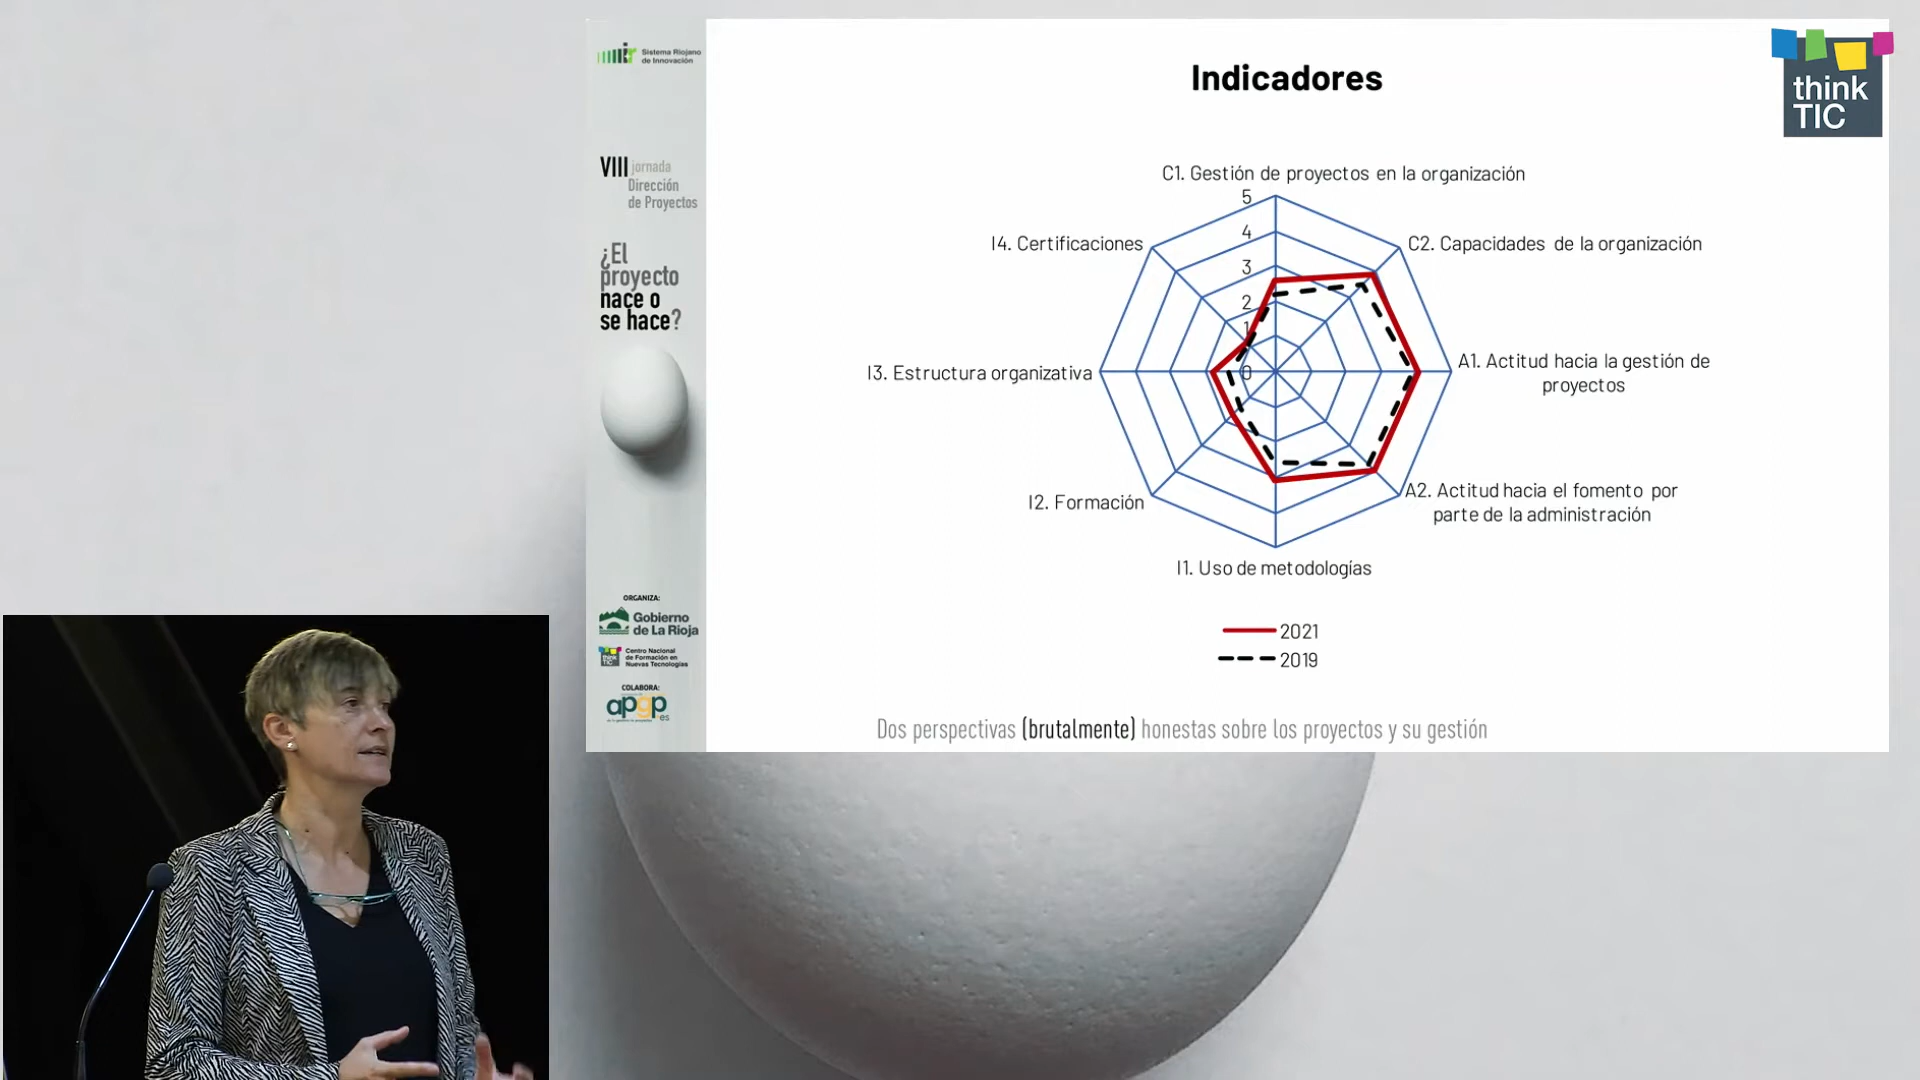 Sistema Riojano
de Innovación
VIII jornada
Dirección
de Proyectos
¿El
proyecto
nace o
se hace?
ORGANIZA:
Gobierno
de La Rioja
think
TIC
Centro Nacional
de Formación en
Nuevas Tecnologías
COLABORA:
apgp
es
Indicadores
think
TIC
C1. Gestión de proyectos en la organización
5
4
3
2
1
0
C2. Capacidades de la organización
A1. Actitud hacia la gestión de
proyectos
A2. Actitud hacia el fomento por
parte de la administración
I1. Uso de metodologías
I2. Formación
I3. Estructura organizativa
I4. Certificaciones
2021
2019
Dos perspectivas (brutalmente) honestas sobre los proyectos y su gestión